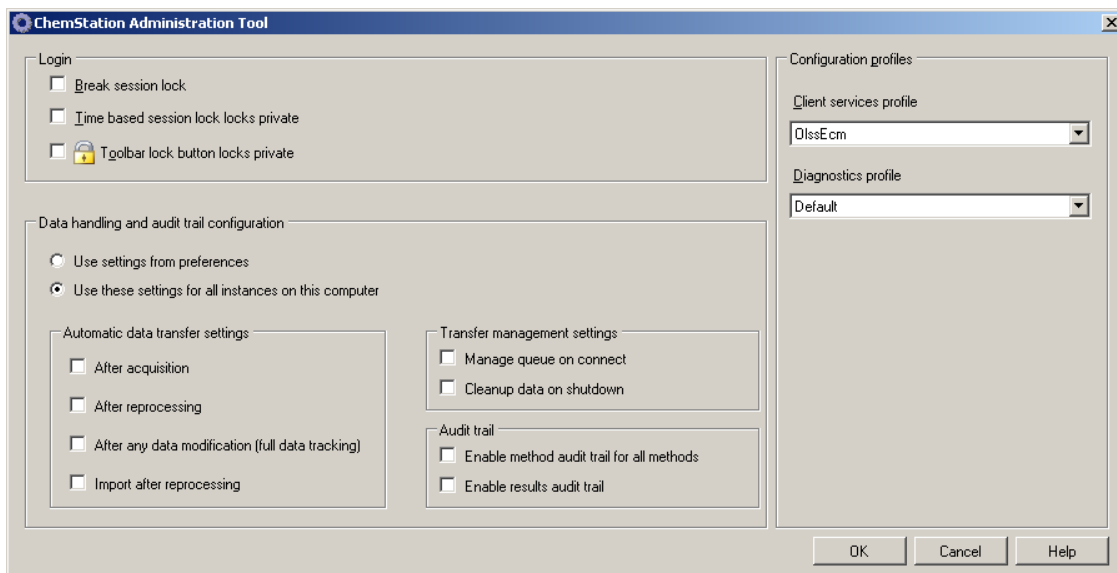 ChemStation Administration Tool
Login
Break session lock
Time based session lock locks private
Toolbar lock button locks private
Data handling and audit trail configuration
Use settings from preferences
Use these settings for all instances on this computer
Automatic data transfer settings
After acquisition
After reprocessing
After any data modification (full data tracking)
Import after reprocessing
Transfer management settings
Manage queue on connect
Cleanup data on shutdown
Audit trail
Enable method audit trail for all methods
Enable results audit trail
Configuration profiles
Client services profile
OlssEcm
Diagnostics profile
Default
OK Cancel Help